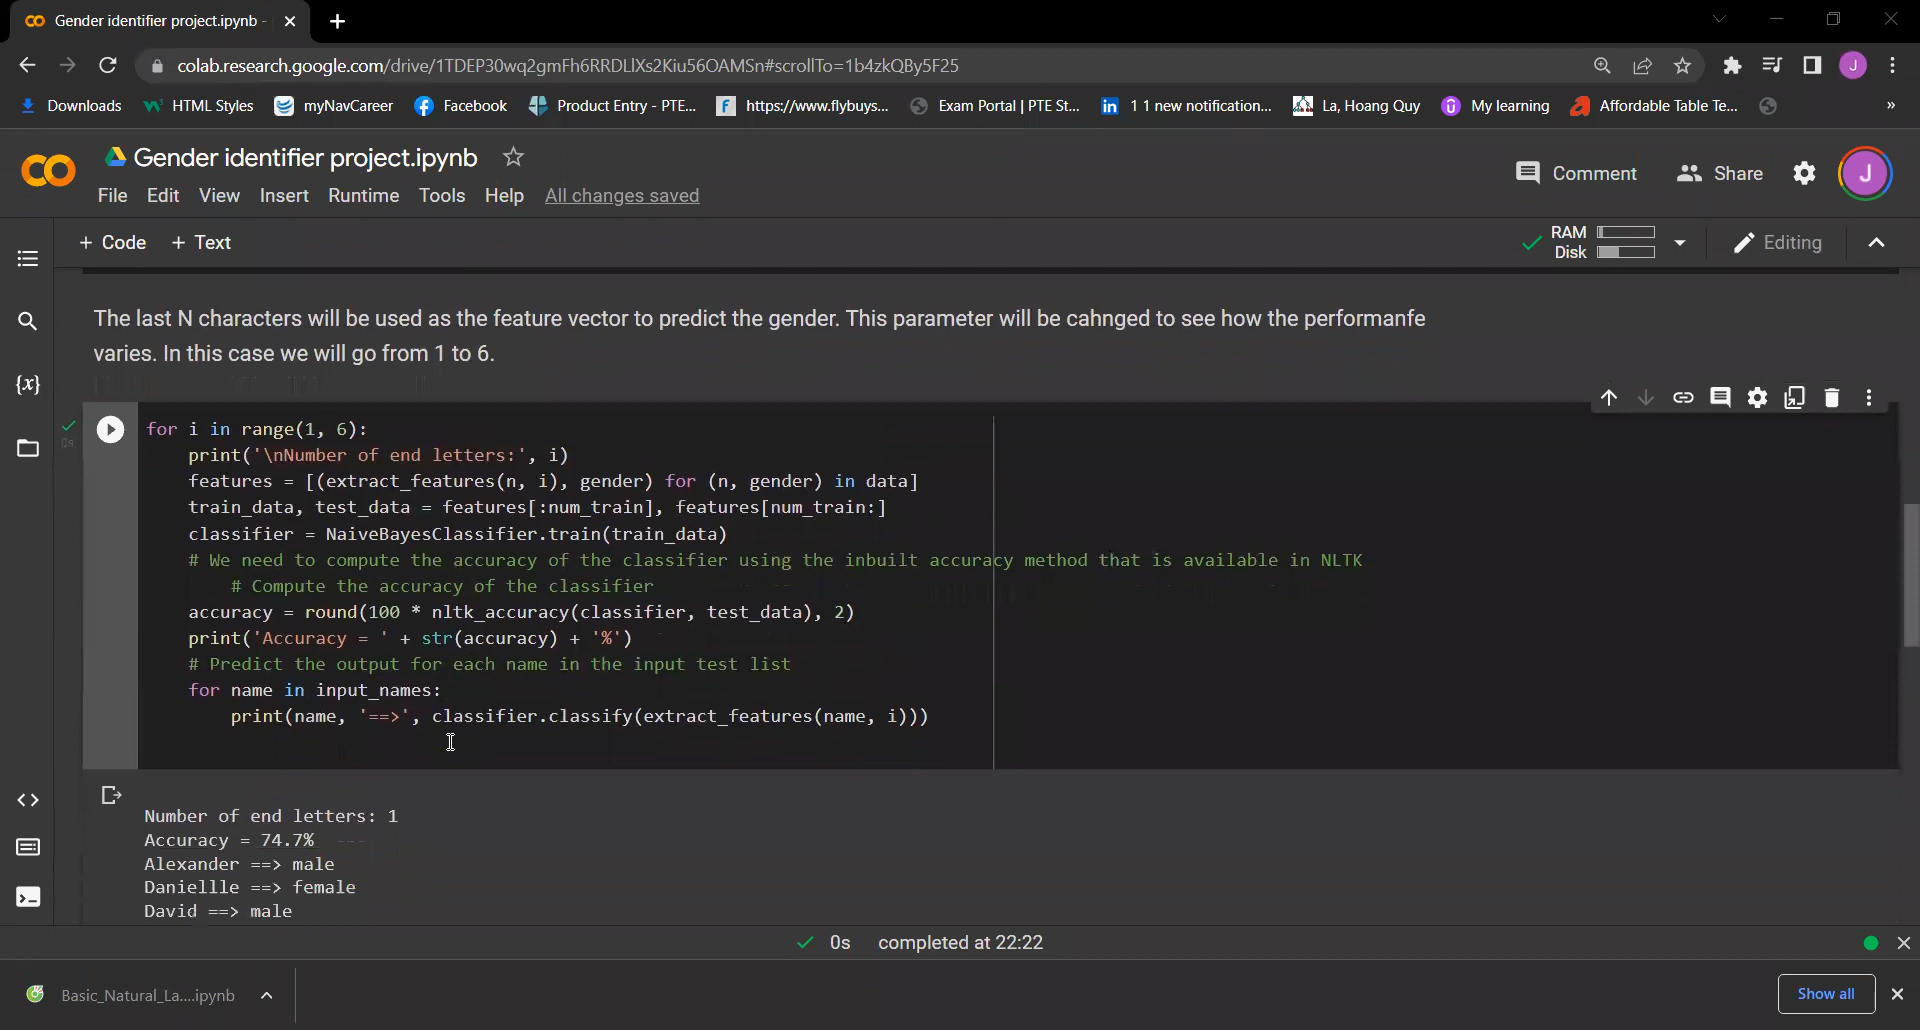 Gender identifier project.ipynb -
colab.research.google.com/drive/1TDEP30wq2gmFh6RRDLlXs2Kiu56OAMSn#scrollTo=1b4zkQBy5F25
Downloads HTML Styles myNavCareer Facebook Product Entry - PTE... https://www.flybuys... Exam Portal | PTE St... 1 1 new notification... La, Hoang Quy My learning Affordable Table Te... »
Gender identifier project.ipynb
Comment Share J
File Edit View Insert Runtime Tools Help All changes saved
+ Code + Text
RAM
Disk
Editing
The last N characters will be used as the feature vector to predict the gender. This parameter will be cahnged to see how the performanfe
varies. In this case we will go from 1 to 6.
for i in range(1, 6):
print('\nNumber of end letters:', i)
features = [(extract_features(n, i), gender) for (n, gender) in data]
train_data, test_data = features[:num_train], features[num_train:]
classifier = NaiveBayesClassifier.train(train_data)
# We need to compute the accuracy of the classifier using the inbuilt accuracy method that is available in NLTK
# Compute the accuracy of the classifier
accuracy = round(100 * nltk_accuracy(classifier, test_data), 2)
print('Accuracy = ' + str(accuracy) + '%')
# Predict the output for each name in the input test list
for name in input_names:
print(name, '==>', classifier.classify(extract_features(name, i)))
Number of end letters: 1
Accuracy = 74.7%
Alexander ==> male
Daniellle ==> female
David ==> male
0s completed at 22:22
Basic_Natural_La....ipynb
Show all